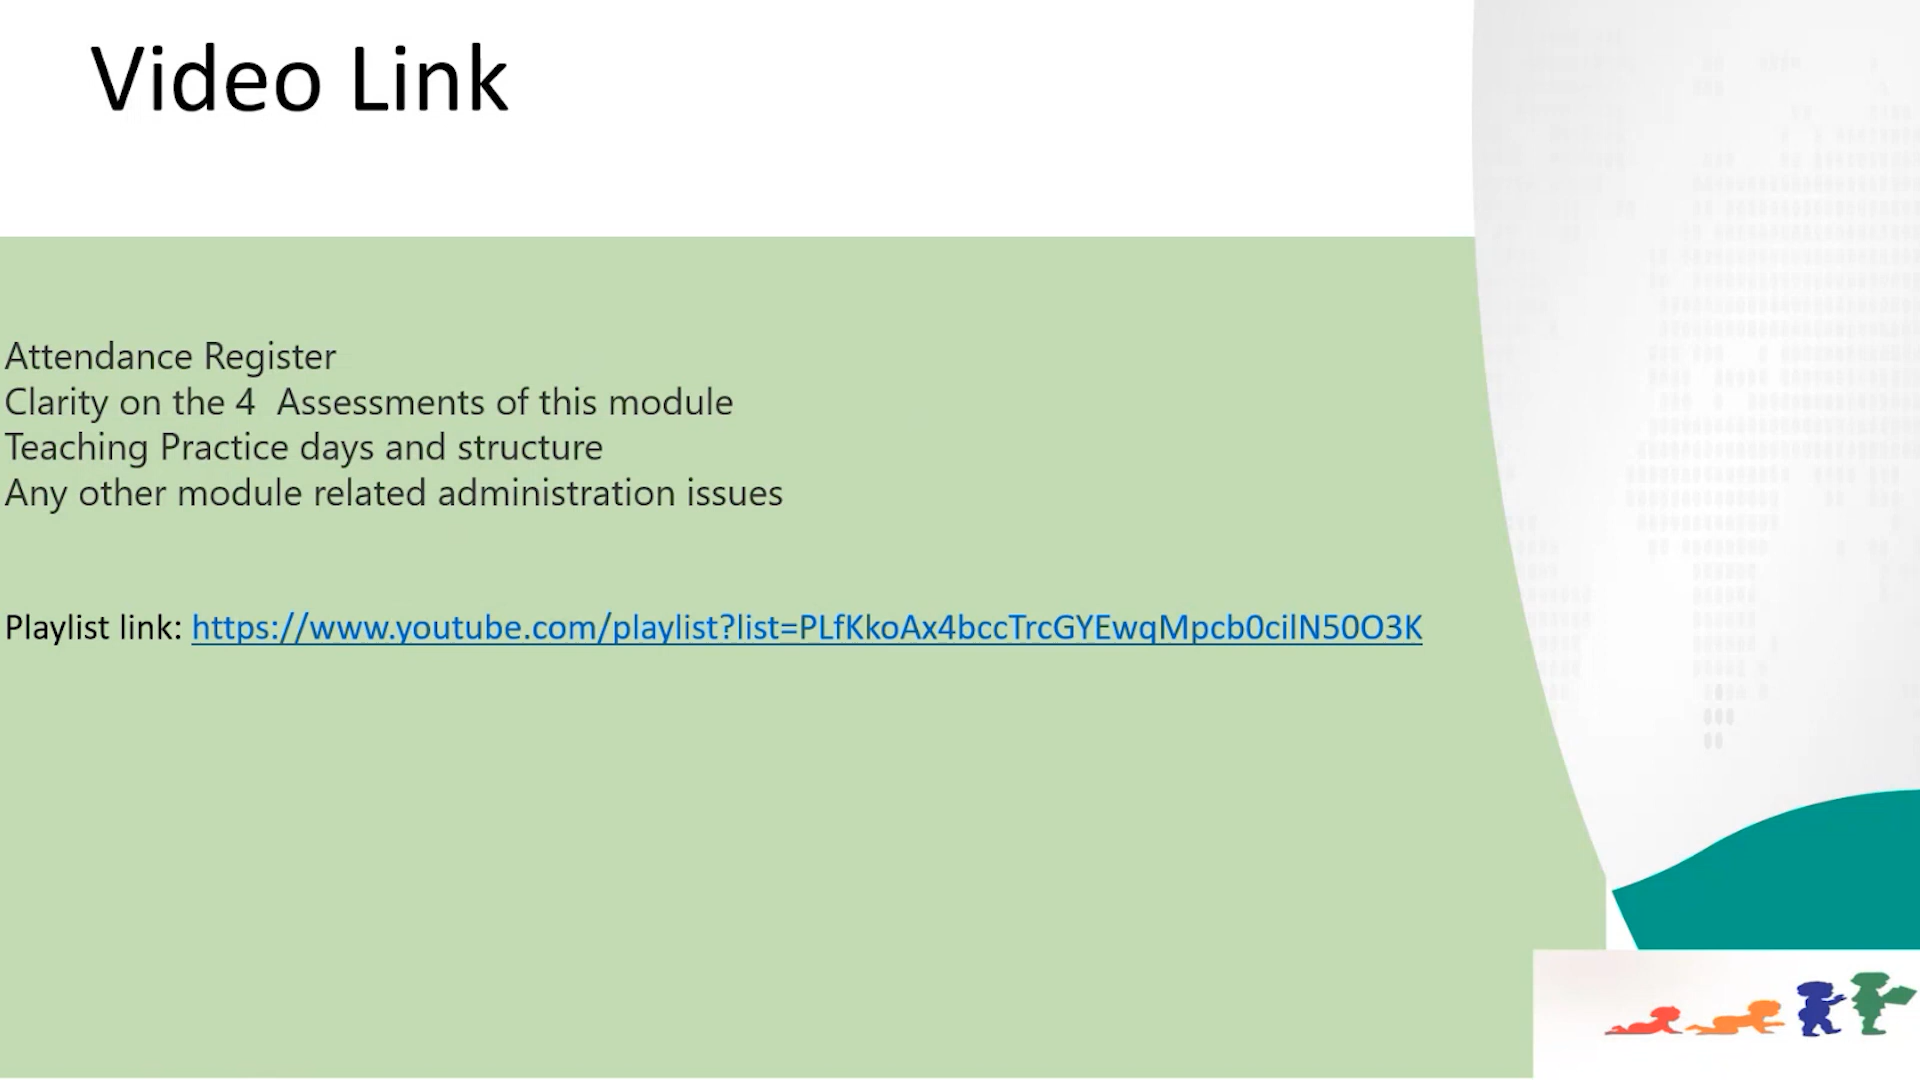 Video Link
Attendance Register
Clarity on the 4  Assessments of this module
Teaching Practice days and structure
Any other module related administration issues
Playlist link: https://www.youtube.com/playlist?list=PLfKkoAx4bccTrcGYEwqMpcb0cilN50O3K